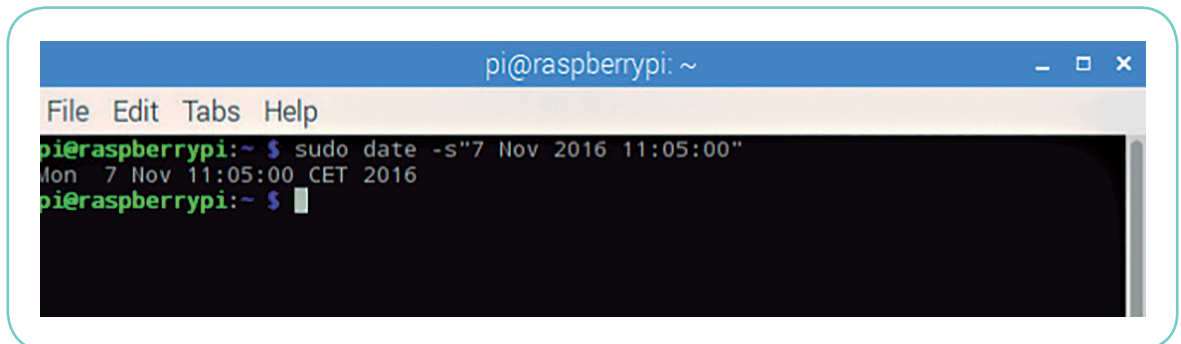 pi@raspberrypi: ~
File Edit Tabs Help
pi@raspberrypi:~ $ sudo date -s"7 Nov 2016 11:05:00"
Mon  7 Nov 11:05:00 CET 2016
pi@raspberrypi:~ $